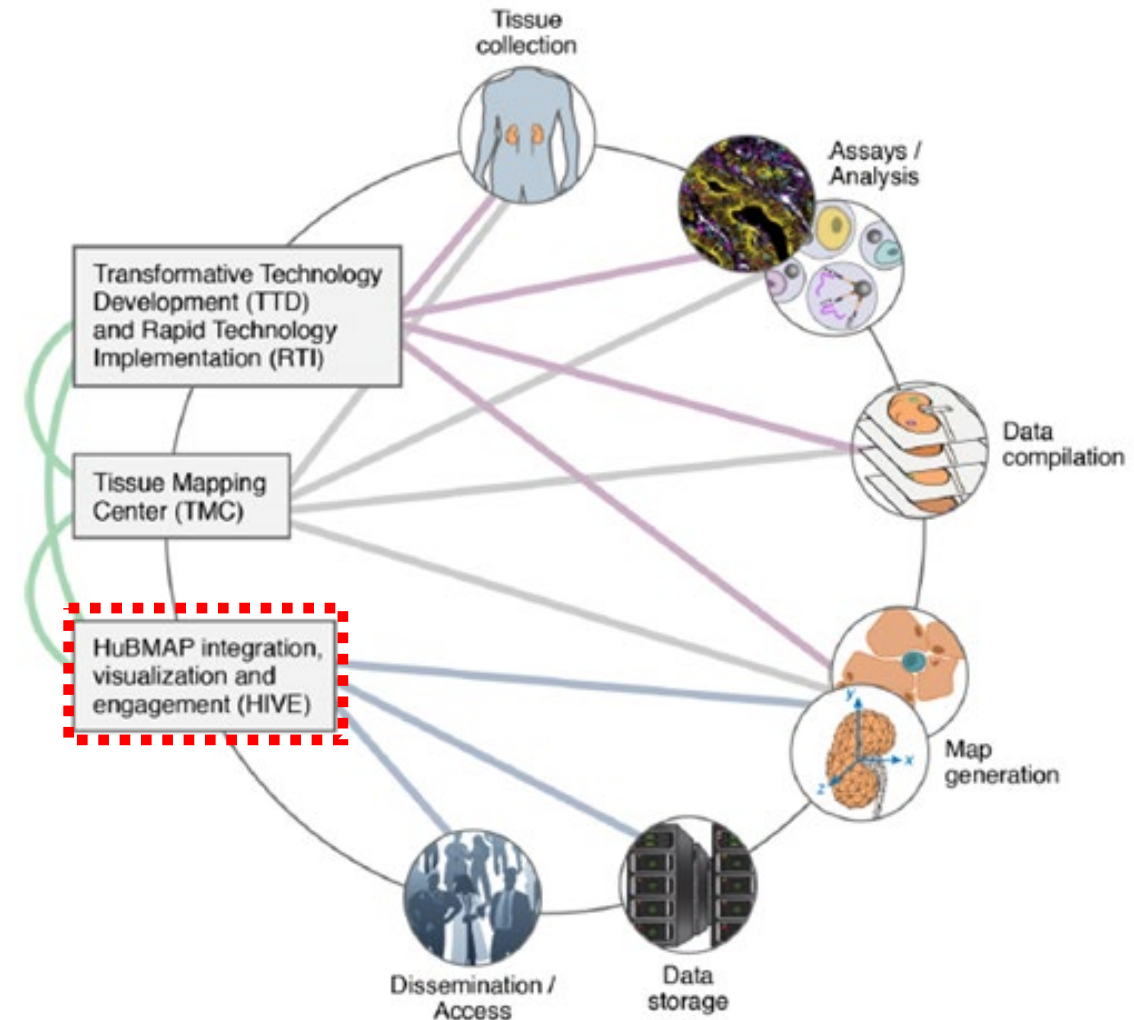 Tissue
collection
Assays /
Analysis
Transformative Technology
Development (TTD)
and Rapid Technology
Implementation (RTI)
Data
compilation
Tissue Mapping
Center (TMC)
HuBMAP integration,
visualization and
engagement (HIVE)
y
x
z
Map
generation
Data
storage
Dissemination /
Access